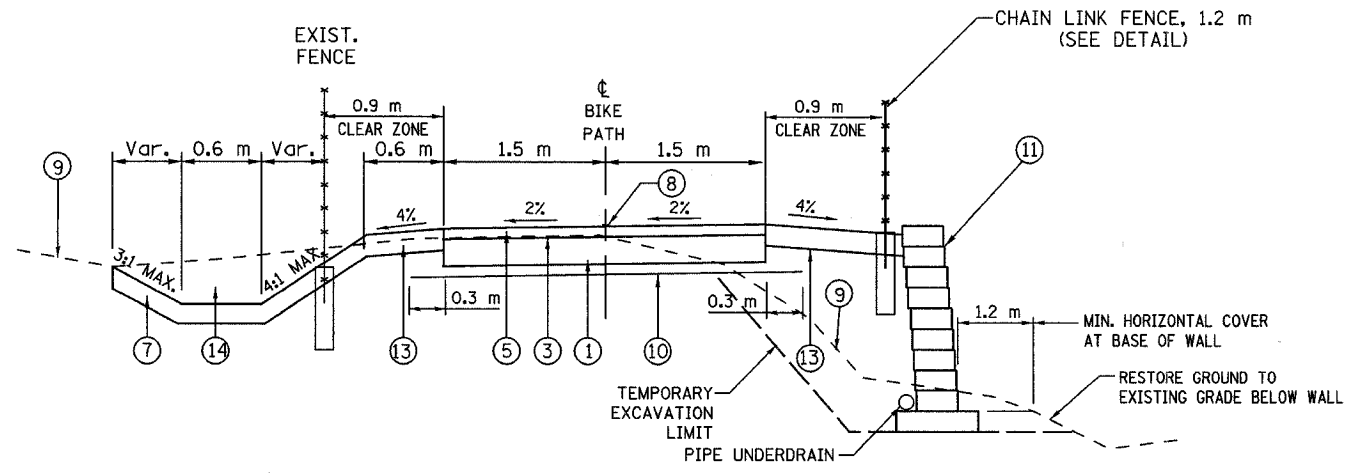 CHAIN LINK FENCE, 1.2 m
(SEE DETAIL)
EXIST.
FENCE
℄
BIKE
PATH
0.9 m
CLEAR ZONE
0.9 m
CLEAR ZONE
Var.
0.6 m
Var.
0.6 m
1.5 m
1.5 m
9
8
11
4%
2%
2%
4%
3:1 MAX.
4:1 MAX.
0.3 m
0.3 m
9
1.2 m
MIN. HORIZONTAL COVER
AT BASE OF WALL
7
14
13
5
3
1
10
13
TEMPORARY
EXCAVATION
LIMIT
RESTORE GROUND TO
EXISTING GRADE BELOW WALL
PIPE UNDERDRAIN